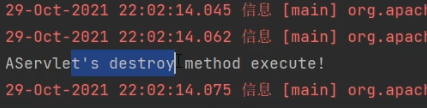 29-Oct-2021 22:02:14.045 信息 [main] org.apac
29-Oct-2021 22:02:14.062 信息 [main] org.apac
AServlet's destroy method execute!
29-Oct-2021 22:02:14.075 信息 [main] org.apac